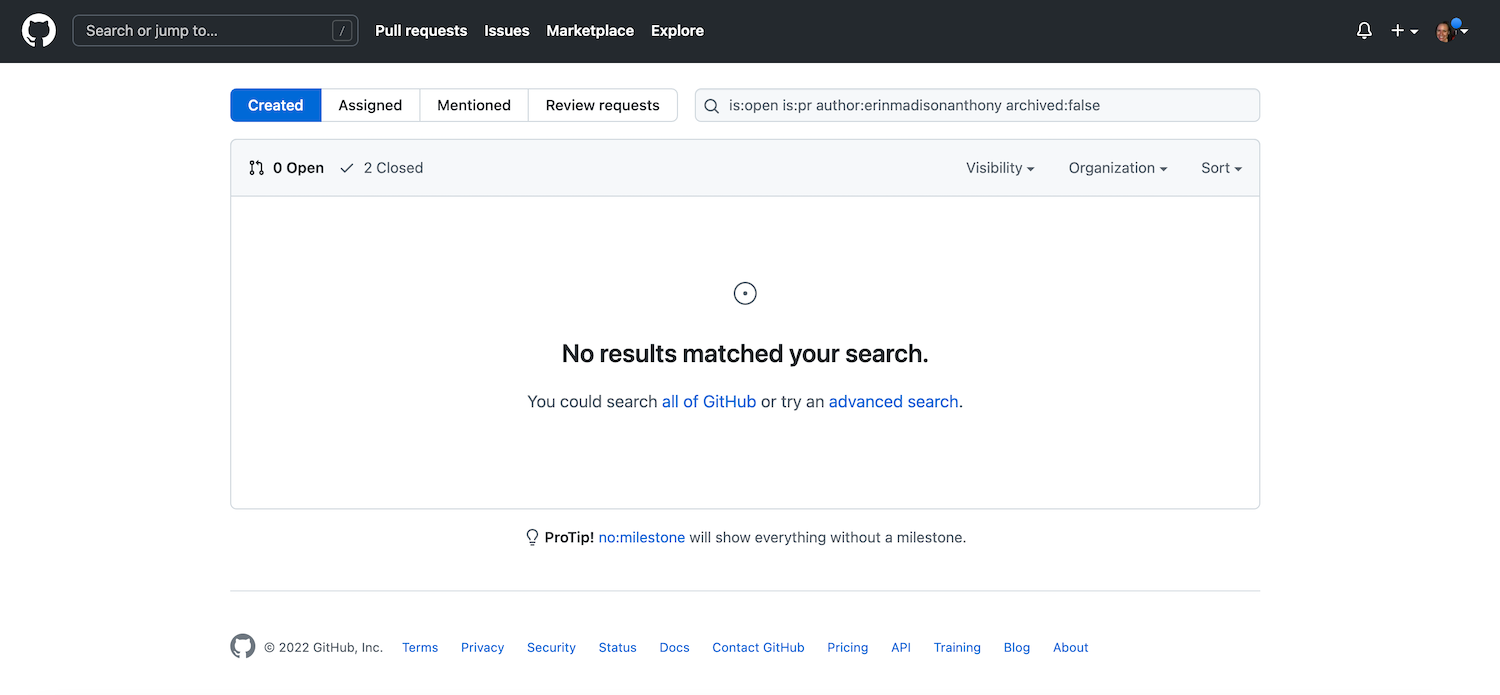 Search or jump to... / Pull requests Issues Marketplace Explore
Created Assigned Mentioned Review requests is:open is:pr author:erinmadisonanthony archived:false
0 Open 2 Closed Visibility Organization Sort
No results matched your search.
You could search all of GitHub or try an advanced search.
ProTip! no:milestone will show everything without a milestone.
© 2022 GitHub, Inc. Terms Privacy Security Status Docs Contact GitHub Pricing API Training Blog About